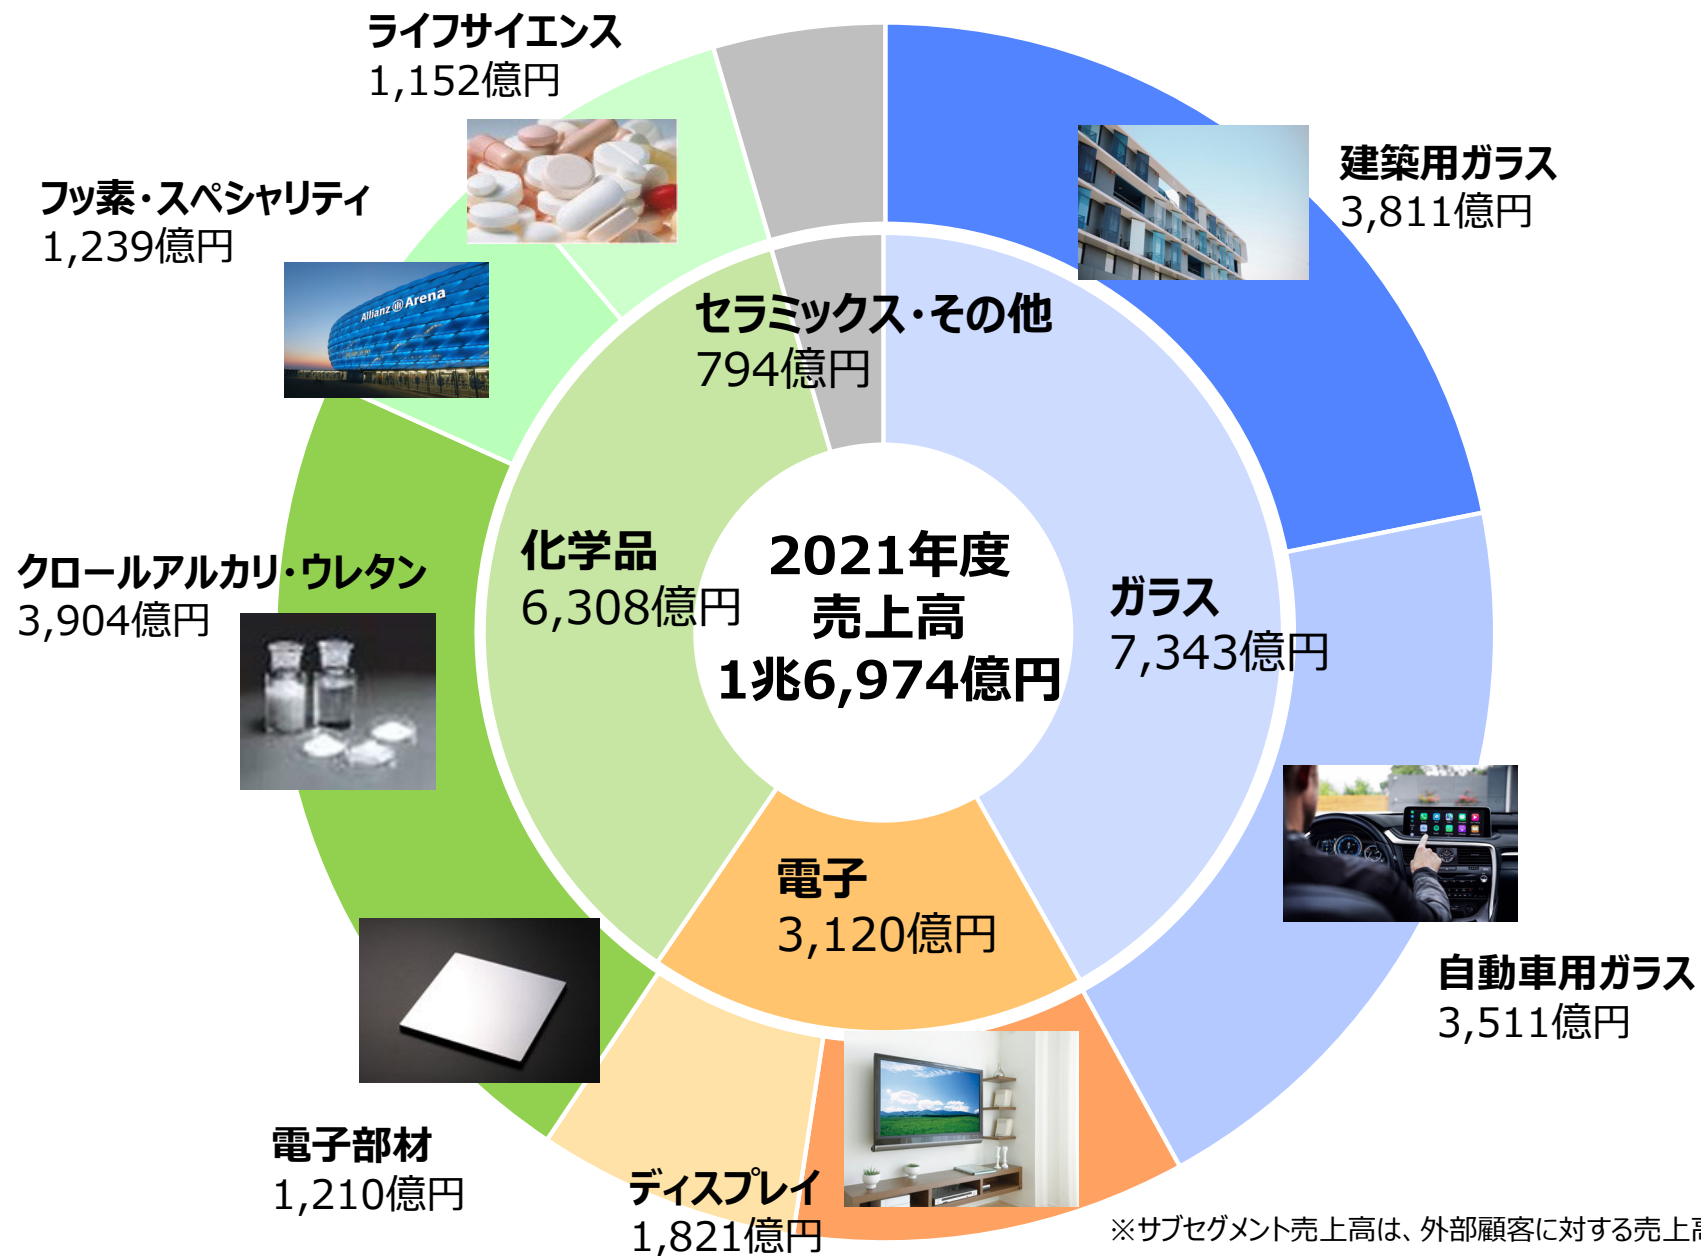 ライフサイエンス
1,152億円
フッ素・スペシャリティ
1,239億円
Allianz Arena
建築用ガラス
3,811億円
セラミックス・その他
794億円
クロールアルカリ・ウレタン
3,904億円
化学品
6,308億円
2021年度
売上高
1兆6,974億円
ガラス
7,343億円
電子
3,120億円
自動車用ガラス
3,511億円
電子部材
1,210億円
ディスプレイ
1,821億円
※サブセグメント売上高は、外部顧客に対する売上高